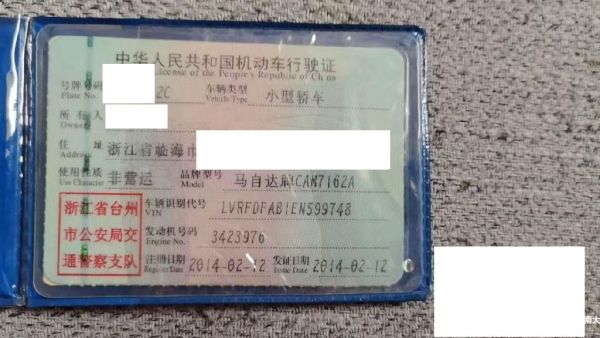 中华人民共和国机动车行驶证
License of the People's Republic of China
号牌号码 2C 车辆类型 小型轿车
Plate No. Vehicle Type
所有人
Owner
住址 浙江省临海市
Address
使用性质 非营运 品牌型号 马自达牌CAM7162A
Use Character Model
浙江省台州 车辆识别代号 LVRFDFAB1EN599748
VIN
市公安局交 发动机号码 3423976
Engine No.
通警察支队 注册日期 2014-02-12 发证日期 2014-02-12
Register Date Issue Date